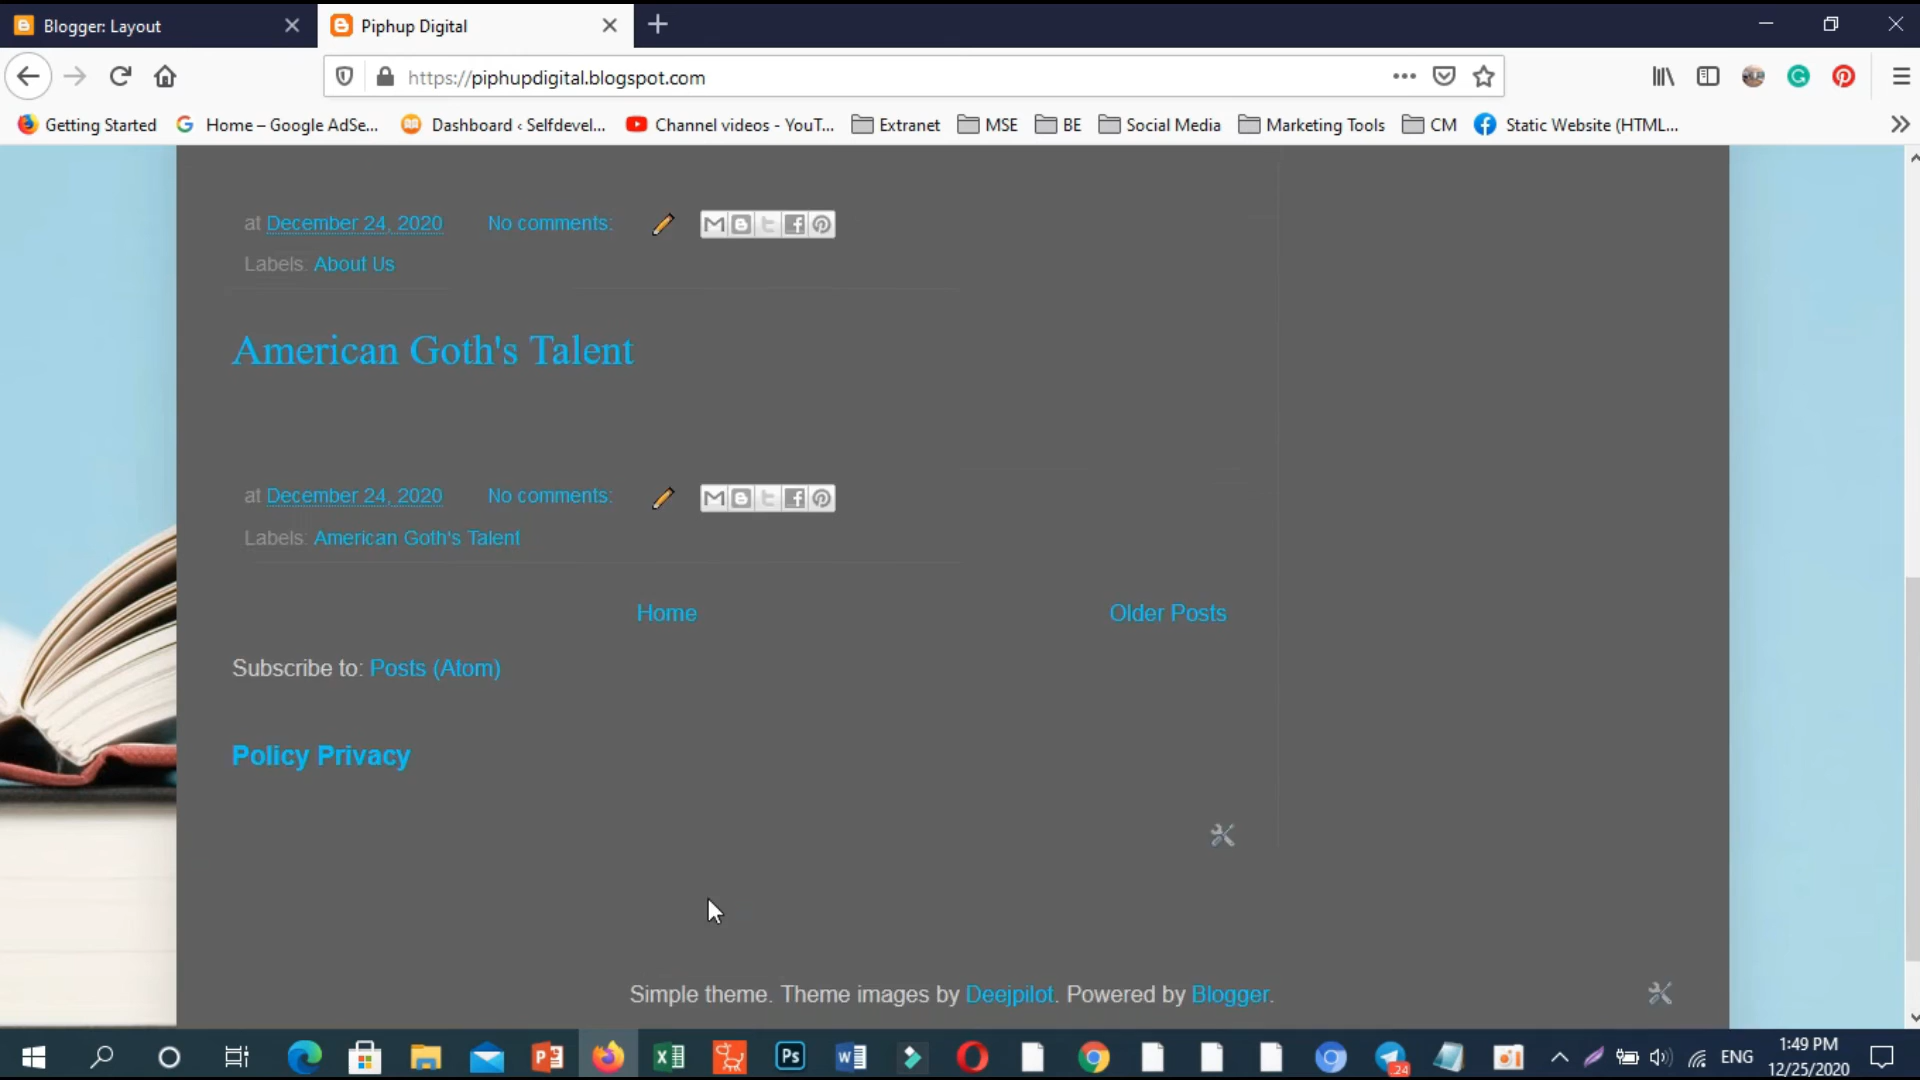 Blogger: Layout
Piphup Digital
https://piphupdigital.blogspot.com
Getting Started
Home – Google AdSe...
Dashboard ‹ Selfdevel...
Channel videos - YouT...
Extranet
MSE
BE
Social Media
Marketing Tools
CM
Static Website (HTML...
at December 24, 2020 No comments:
Labels: About Us
American Goth's Talent
at December 24, 2020 No comments:
Labels: American Goth's Talent
Home Older Posts
Subscribe to: Posts (Atom)
Policy Privacy
Simple theme. Theme images by Deejpilot. Powered by Blogger.
24
ENG
1:49 PM
12/25/2020